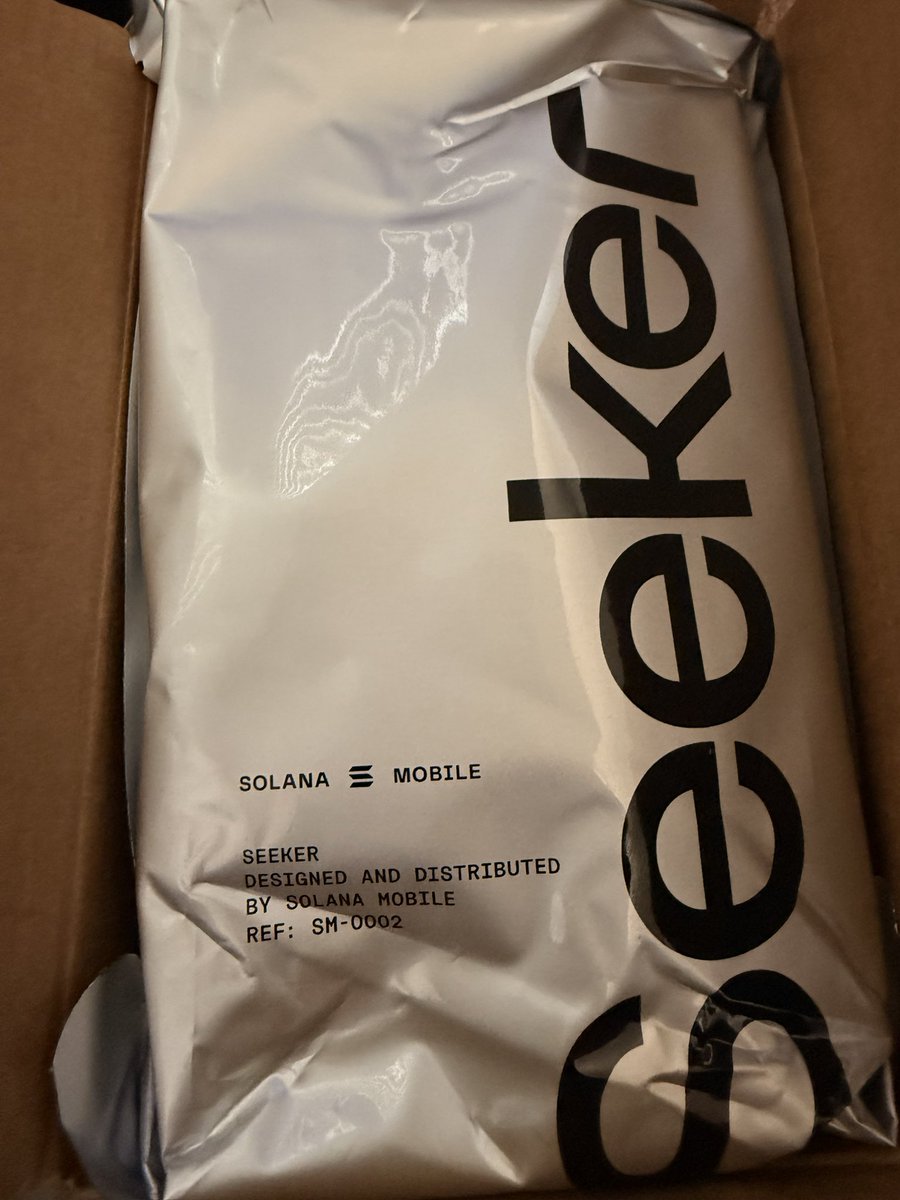 Seeker
SOLANA MOBILE
SEEKER
DESIGNED AND DISTRIBUTED
BY SOLANA MOBILE
REF: SM-0002